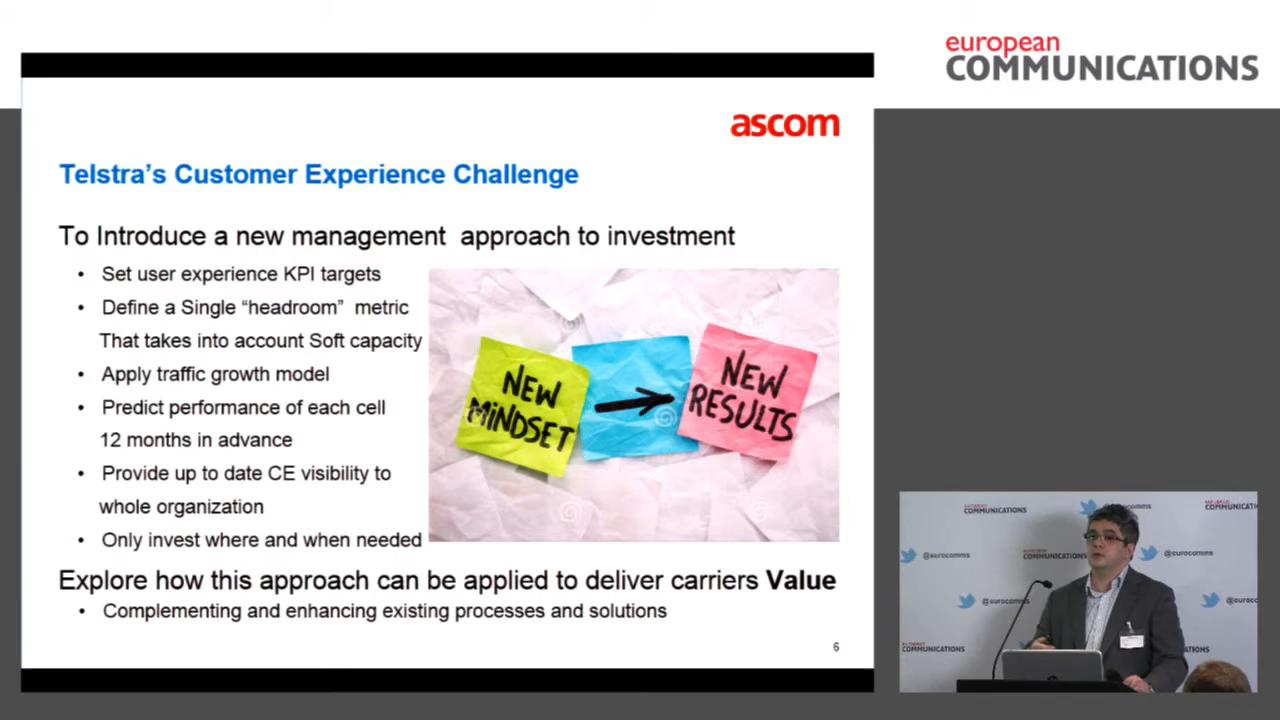 european
COMMUNICATIONS
ascom
Telstra's Customer Experience Challenge
To Introduce a new management approach to investment
• Set user experience KPI targets
• Define a Single “headroom” metric
That takes into account Soft capacity
• Apply traffic growth model
• Predict performance of each cell
12 months in advance
• Provide up to date CE visibility to
whole organization
• Only invest where and when needed
NEW
MINDSET
NEW
RESULTS
Explore how this approach can be applied to deliver carriers Value
• Complementing and enhancing existing processes and solutions
6
COMMUNICATIONS
@eurocomms
COMMUNICATIONS
@eurocomms
@eurocomms
COMMUNICATIONS